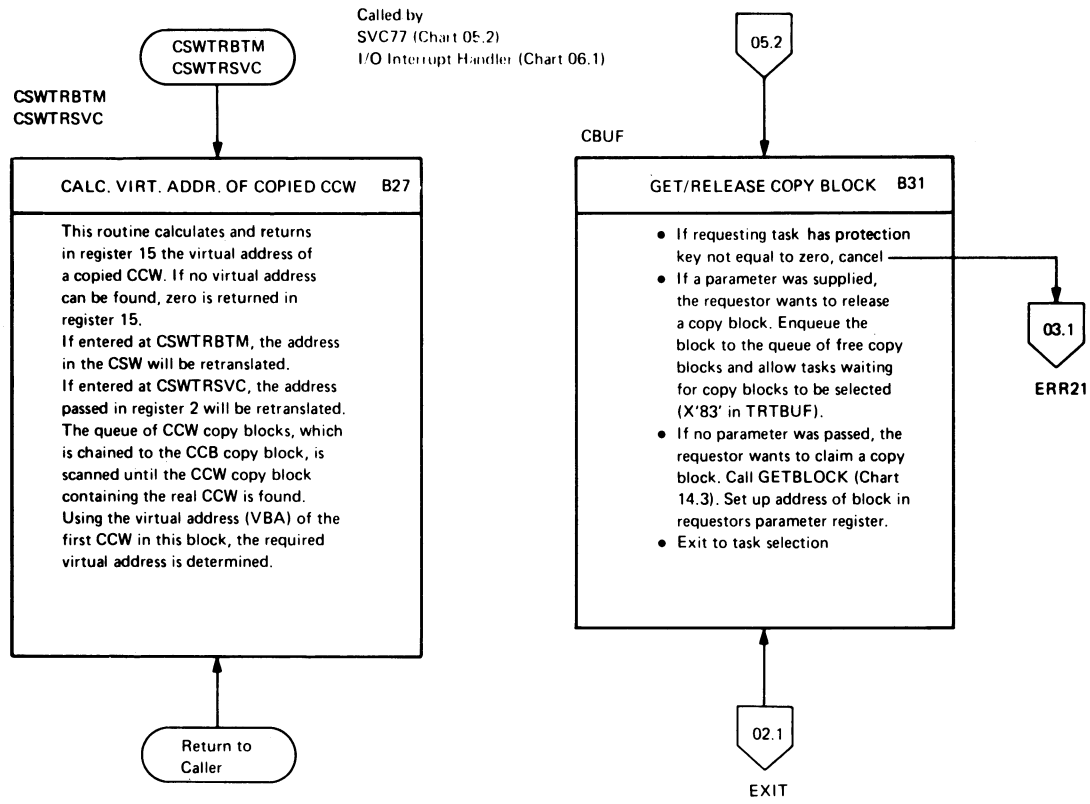 Called by
SVC77 (Chart 05.2)
I/O Interrupt Handler (Chart 06.1)
CSWTRBTM
CSWTRSVC
CSWTRBTM
CSWTRSVC
CALC. VIRT. ADDR. OF COPIED CCW B27
This routine calculates and returns
in register 15 the virtual address of
a copied CCW. If no virtual address
can be found, zero is returned in
register 15.
If entered at CSWTRBTM, the address
in the CSW will be retranslated.
If entered at CSWTRSVC, the address
passed in register 2 will be retranslated.
The queue of CCW copy blocks, which
is chained to the CCB copy block, is
scanned until the CCW copy block
containing the real CCW is found.
Using the virtual address (VBA) of the
first CCW in this block, the required
virtual address is determined.
Return to
Caller
05.2
CBUF
GET/RELEASE COPY BLOCK B31
• If requesting task has protection
key not equal to zero, cancel
• If a parameter was supplied,
the requestor wants to release
a copy block. Enqueue the
block to the queue of free copy
blocks and allow tasks waiting
for copy blocks to be selected
(X'83' in TRTBUF).
• If no parameter was passed, the
requestor wants to claim a copy
block. Call GETBLOCK (Chart
14.3). Set up address of block in
requestors parameter register.
• Exit to task selection
03.1
ERR21
02.1
EXIT